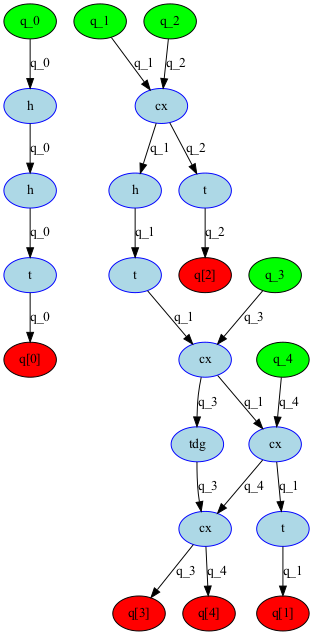 q_0 q_1 q_2
q_0 q_1 q_2
h cx
q_0 q_1 q_2
h h t
q_0 q_1 q_2
t t q[2] q_3
q_0 q_1 q_3
q[0] cx q_4
q_3 q_1 q_4
tdg cx
q_3 q_4 q_1
cx t
q_3 q_4 q_1
q[3] q[4] q[1]